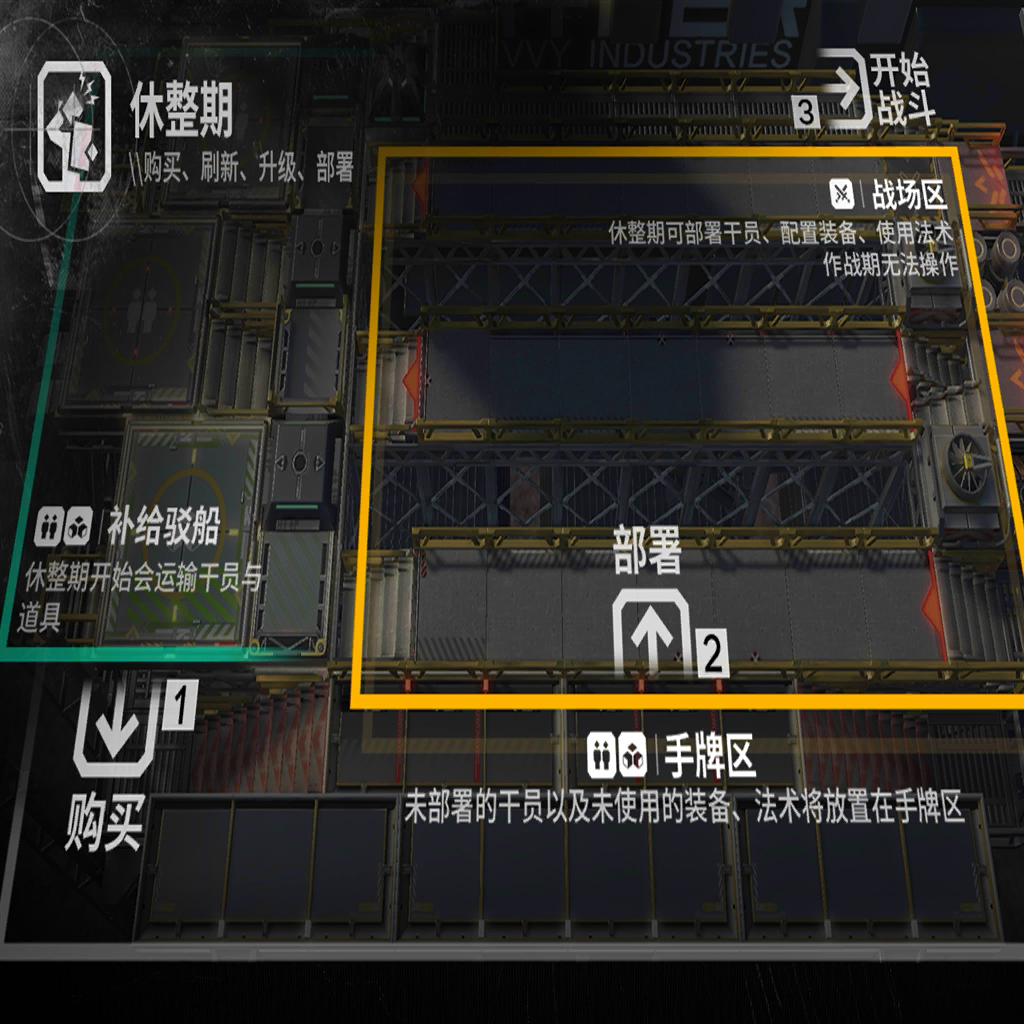 休整期
\\购买、刷新、升级、部署
INDUSTRIES
3
开始
战斗
战场区
休整期可部署干员、配置装备、使用法术
作战期无法操作
补给驳船
休整期开始会运输干员与
道具
部署
2
1
购买
手牌区
未部署的干员以及未使用的装备、法术将放置在手牌区